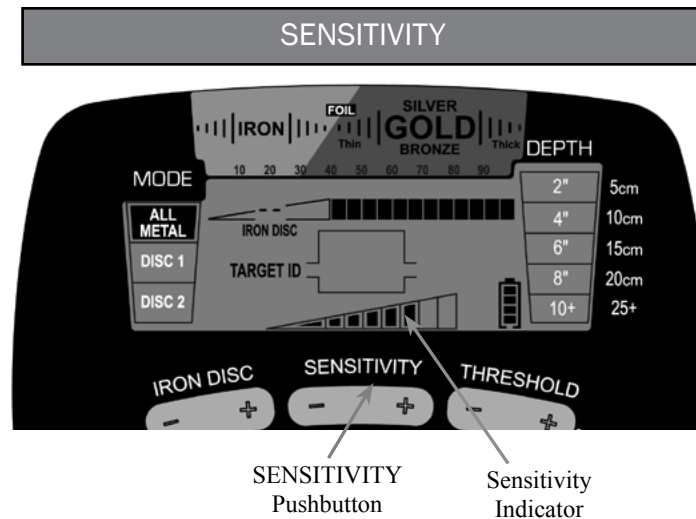 SENSITIVITY
FOIL
IRON
SILVER
GOLD
BRONZE
Thin
Thick
10 20 30 40 50 60 70 80 90
DEPTH
2" 5cm
4" 10cm
6" 15cm
8" 20cm
10+ 25+
MODE
ALL
METAL
DISC 1
DISC 2
IRON DISC
TARGET ID
IRON DISC
- +
SENSITIVITY
- +
THRESHOLD
- +
SENSITIVITY
Pushbutton
Sensitivity
Indicator